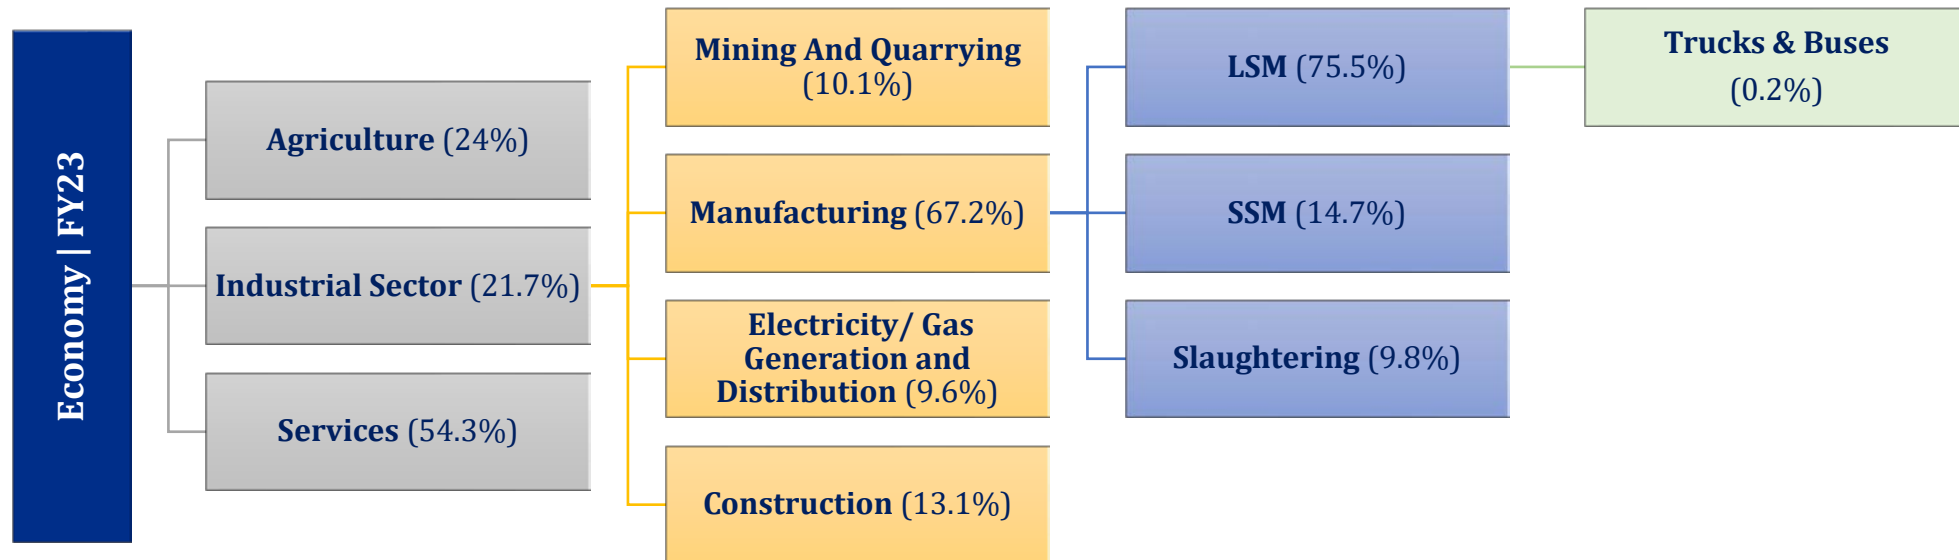 Economy | FY23
Agriculture (24%)
Industrial Sector (21.7%)
Services (54.3%)
Mining And Quarrying
(10.1%)
Manufacturing (67.2%)
Electricity/ Gas
Generation and
Distribution (9.6%)
Construction (13.1%)
LSM (75.5%)
SSM (14.7%)
Slaughtering (9.8%)
Trucks & Buses
(0.2%)